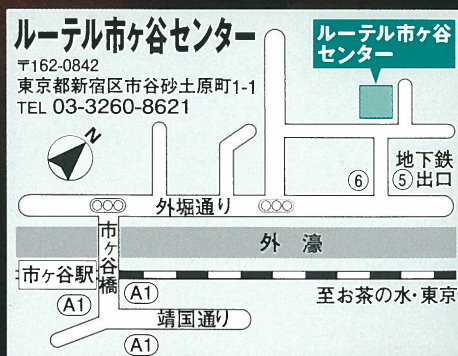 ルーテル市ヶ谷センター
〒162-0842
東京都新宿区市谷砂土原町1-1
TEL 03-3260-8621
ルーテル市ヶ谷
センター
N
地下鉄
⑥
⑤出口
外堀通り
市ヶ谷橋
外濠
市ヶ谷駅
A1
A1
至お茶の水・東京
靖国通り
A1